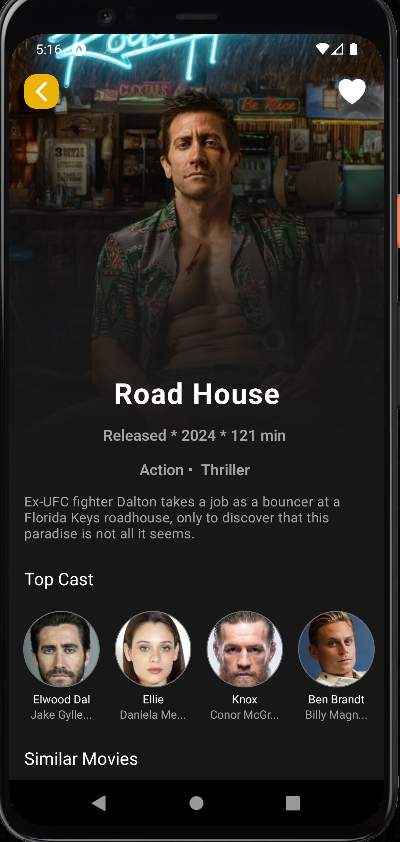 5:16
COCKTAILS
Be Nice
Road House
Released * 2024 * 121 min
Action • Thriller
Ex-UFC fighter Dalton takes a job as a bouncer at a
Florida Keys roadhouse, only to discover that this
paradise is not all it seems.
Top Cast
Elwood Dal
Ellie
Knox
Ben Brandt
Jake Gylle...
Daniela Me...
Conor McGr...
Billy Magn...
Similar Movies